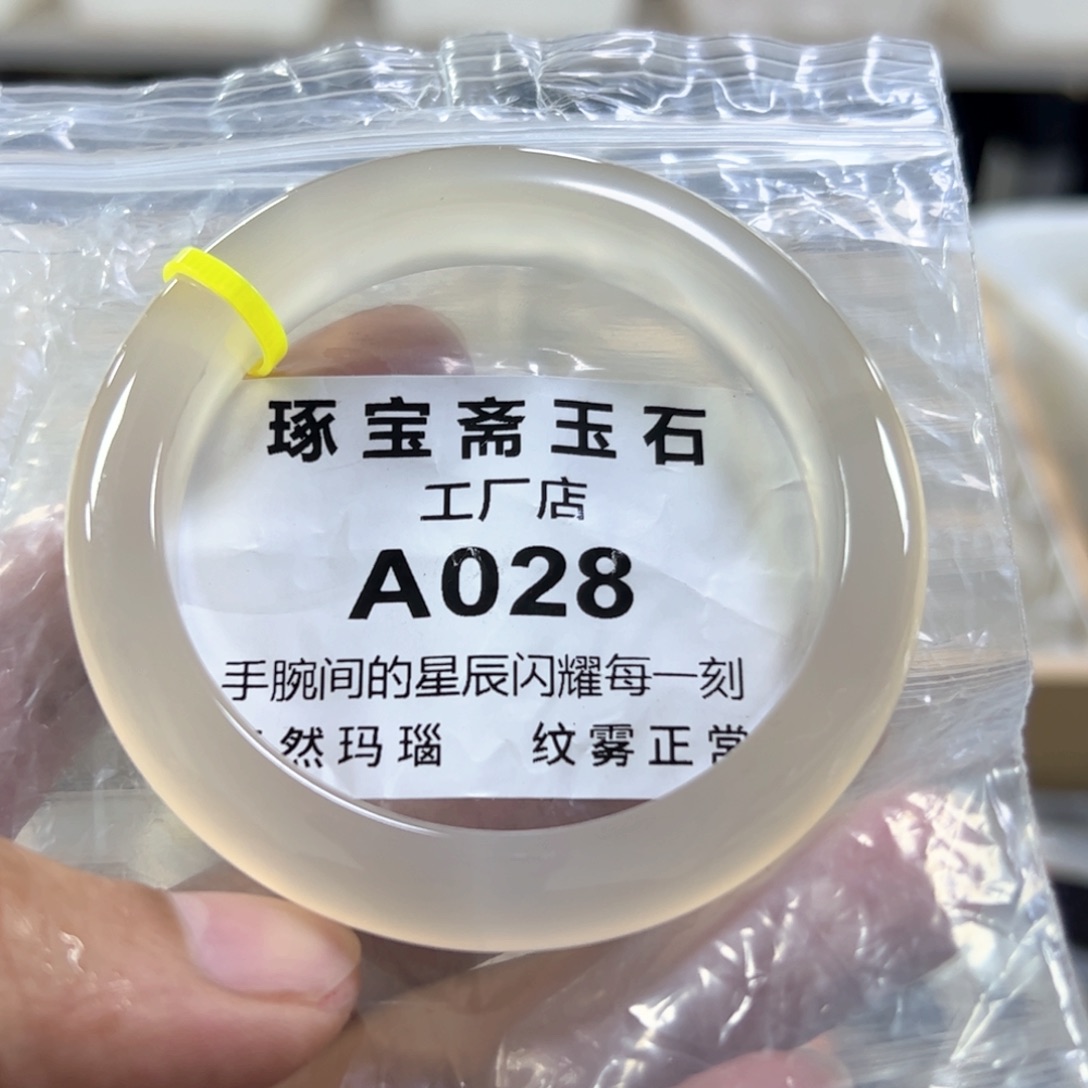 琢宝斋玉石
工厂店
A028
手腕间的星辰闪耀每一刻
然玛瑙 纹雾正常